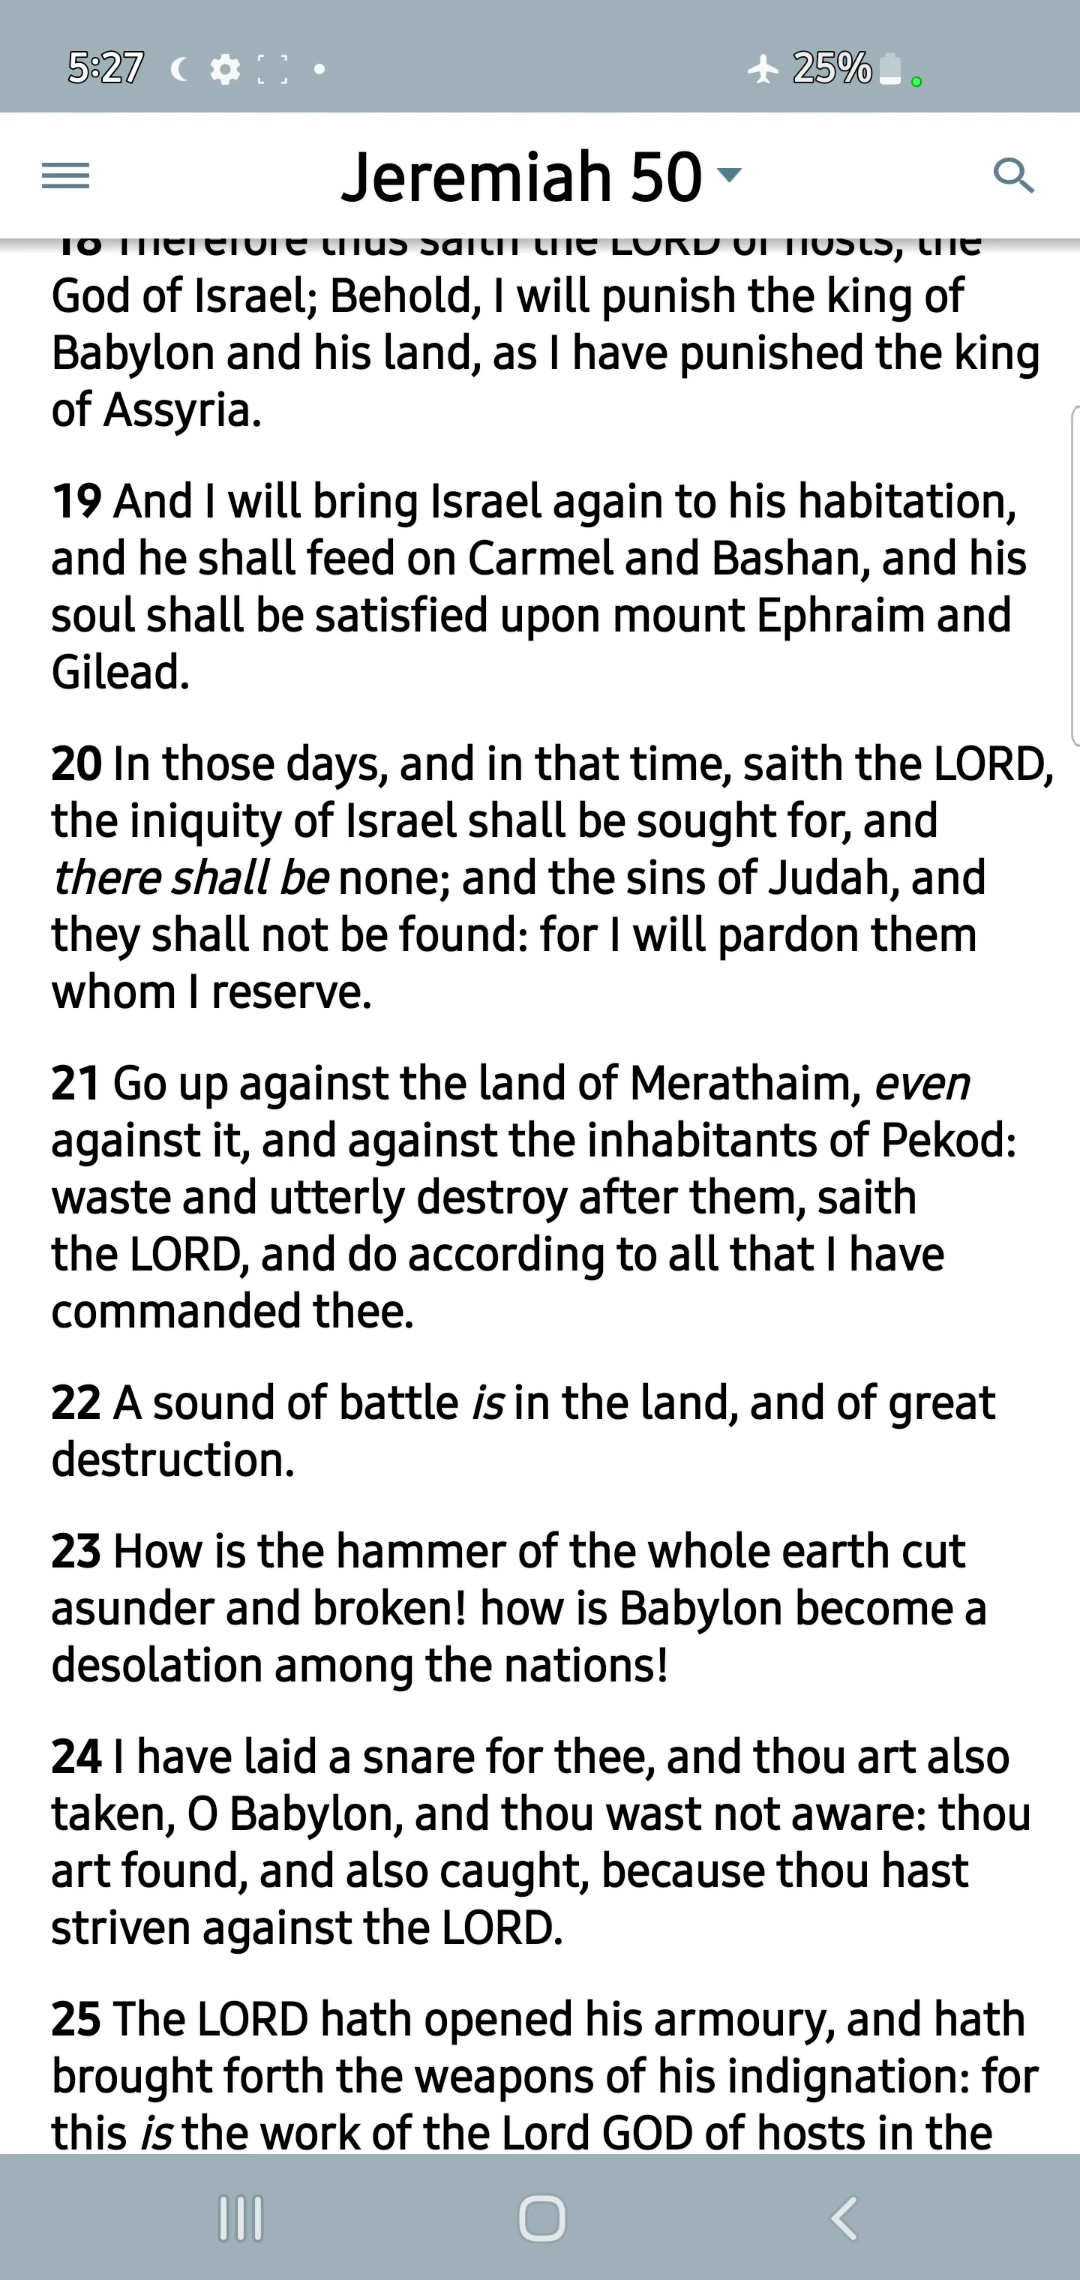 5:27
25%
Jeremiah 50
18 Therefore thus saith the LORD of hosts, the
God of Israel; Behold, I will punish the king of
Babylon and his land, as I have punished the king
of Assyria.
19 And I will bring Israel again to his habitation,
and he shall feed on Carmel and Bashan, and his
soul shall be satisfied upon mount Ephraim and
Gilead.
20 In those days, and in that time, saith the LORD,
the iniquity of Israel shall be sought for, and
there shall be none; and the sins of Judah, and
they shall not be found: for I will pardon them
whom I reserve.
21 Go up against the land of Merathaim, even
against it, and against the inhabitants of Pekod:
waste and utterly destroy after them, saith
the LORD, and do according to all that I have
commanded thee.
22 A sound of battle is in the land, and of great
destruction.
23 How is the hammer of the whole earth cut
asunder and broken! how is Babylon become a
desolation among the nations!
24 I have laid a snare for thee, and thou art also
taken, O Babylon, and thou wast not aware: thou
art found, and also caught, because thou hast
striven against the LORD.
25 The LORD hath opened his armoury, and hath
brought forth the weapons of his indignation: for
this is the work of the Lord GOD of hosts in the